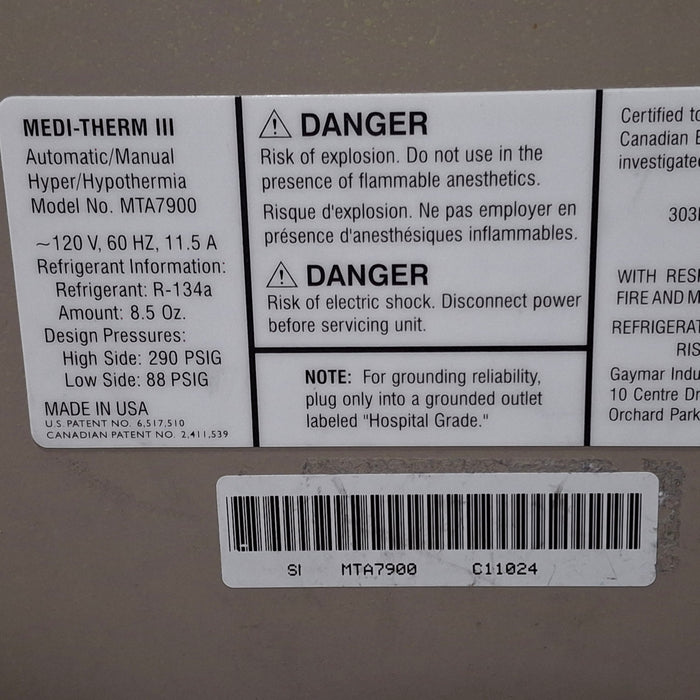 MEDI-THERM III
Automatic/Manual
Hyper/Hypothermia
Model No. MTA7900
~120 V, 60 HZ, 11.5 A
Refrigerant Information:
Refrigerant: R-134a
Amount: 8.5 Oz.
Design Pressures:
High Side: 290 PSIG
Low Side: 88 PSIG
MADE IN USA
U.S. PATENT NO. 6,517,510
CANADIAN PATENT NO. 2,411,539
DANGER
Risk of explosion. Do not use in the
presence of flammable anesthetics.
Risque d'explosion. Ne pas employer en
présence d'anesthésiques inflammables.
DANGER
Risk of electric shock. Disconnect power
before servicing unit.
NOTE: For grounding reliability,
plug only into a grounded outlet
labeled "Hospital Grade."
Certified
Canadian
303
WITH
FIRE AND
Gaymar
10 Centre
Orchard
SI MTA7900 C11024